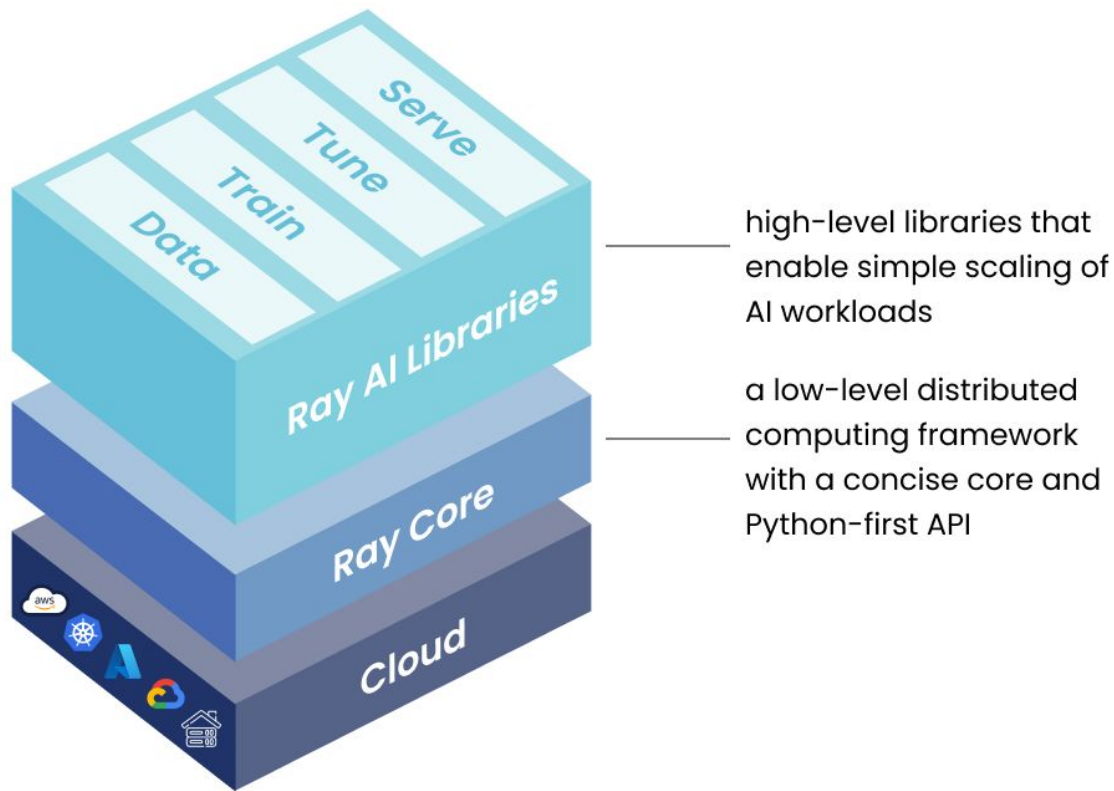 Data
Train
Tune
Serve
Ray AI Libraries
high-level libraries that
enable simple scaling of
AI workloads
Ray Core
a low-level distributed
computing framework
with a concise core and
Python-first API
Cloud
aws